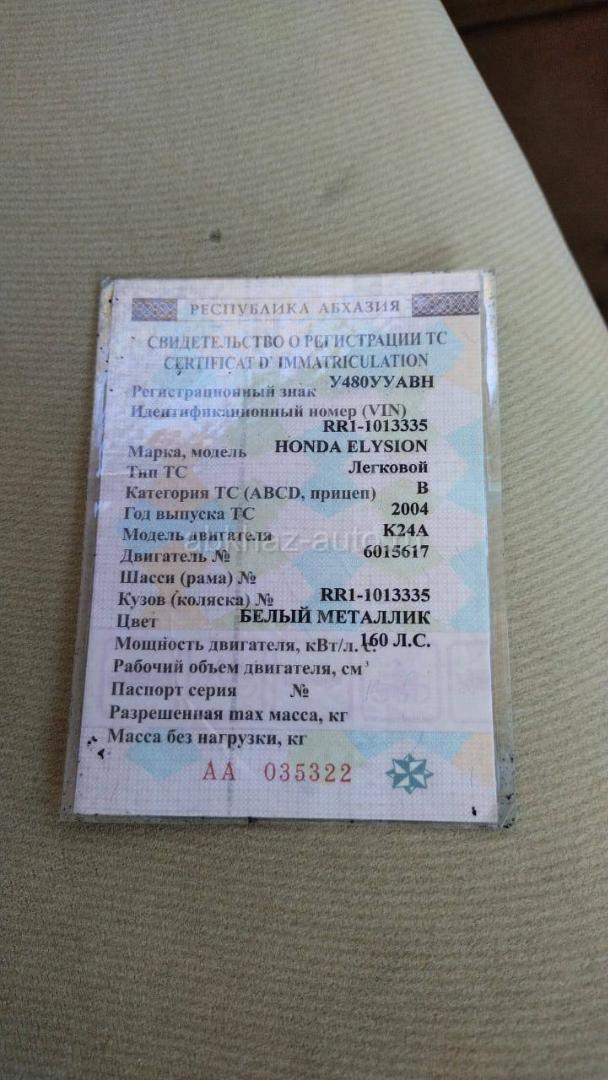 РЕСПУБЛИКА АБХАЗИЯ
СВИДЕТЕЛЬСТВО О РЕГИСТРАЦИИ ТС
CERTIFICAT D' IMMATRICULATION
Регистрационный знак У480УУАВН
Идентификационный номер (VIN)
RR1-1013335
Марка, модель HONDA ELYSION
Тип ТС Легковой
Категория ТС (ABCD, прицеп) B
Год выпуска ТС 2004
Модель двигателя K24A
abkhaz-auto.ru
Двигатель № 6015617
Шасси (рама) №
Кузов (коляска) № RR1-1013335
Цвет БЕЛЫЙ МЕТАЛЛИК
Мощность двигателя, кВт/л. с. 160 Л.С.
Рабочий объем двигателя, см³
Паспорт серия №
Разрешенная max масса, кг
Масса без нагрузки, кг
АА 035322